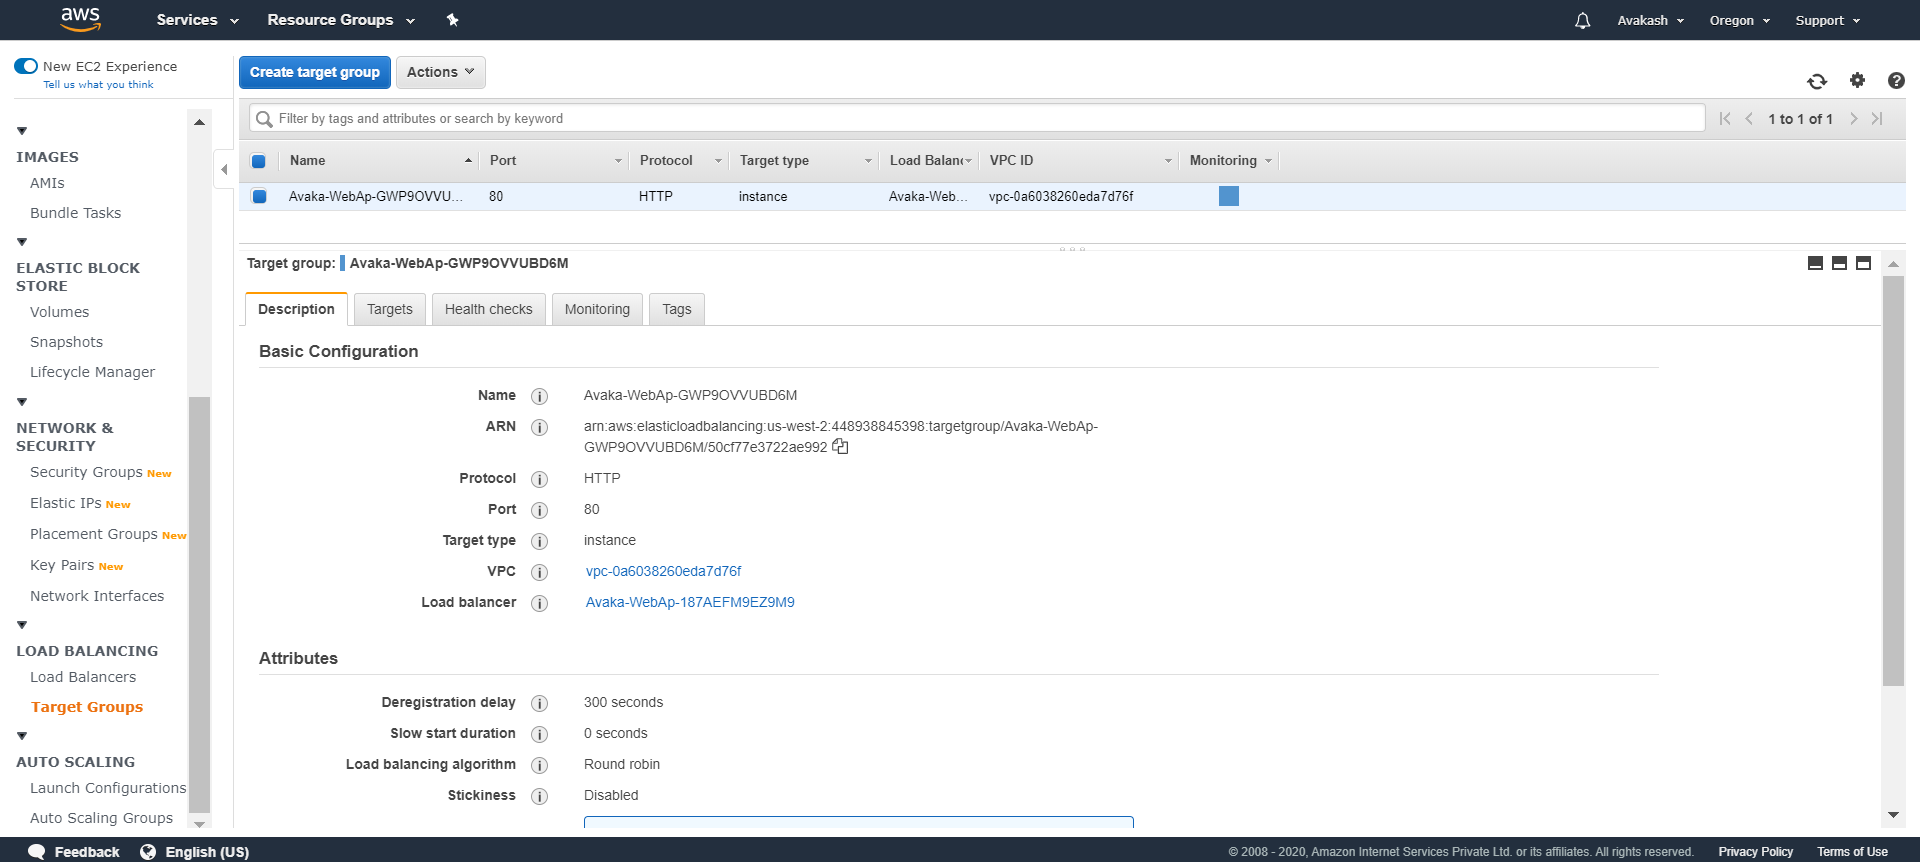 aws Services Resource Groups Avakash Oregon Support
New EC2 Experience
Tell us what you think
IMAGES
AMIs
Bundle Tasks
ELASTIC BLOCK
STORE
Volumes
Snapshots
Lifecycle Manager
NETWORK &
SECURITY
Security Groups New
Elastic IPs New
Placement Groups New
Key Pairs New
Network Interfaces
LOAD BALANCING
Load Balancers
Target Groups
AUTO SCALING
Launch Configurations
Auto Scaling Groups
Create target group Actions
Filter by tags and attributes or search by keyword 1 to 1 of 1
Name Port Protocol Target type Load Balanc VPC ID Monitoring
Avaka-WebAp-GWP9OVVU... 80 HTTP instance Avaka-Web... vpc-0a6038260eda7d76f
Target group: Avaka-WebAp-GWP9OVVUBD6M
Description Targets Health checks Monitoring Tags
Basic Configuration
Name Avaka-WebAp-GWP9OVVUBD6M
ARN arn:aws:elasticloadbalancing:us-west-2:448938845398:targetgroup/Avaka-WebAp-
GWP9OVVUBD6M/50cf77e3722ae992
Protocol HTTP
Port 80
Target type instance
VPC vpc-0a6038260eda7d76f
Load balancer Avaka-WebAp-187AEFM9EZ9M9
Attributes
Deregistration delay 300 seconds
Slow start duration 0 seconds
Load balancing algorithm Round robin
Stickiness Disabled
Feedback English (US) © 2008 - 2020, Amazon Internet Services Private Ltd. or its affiliates. All rights reserved. Privacy Policy Terms of Use